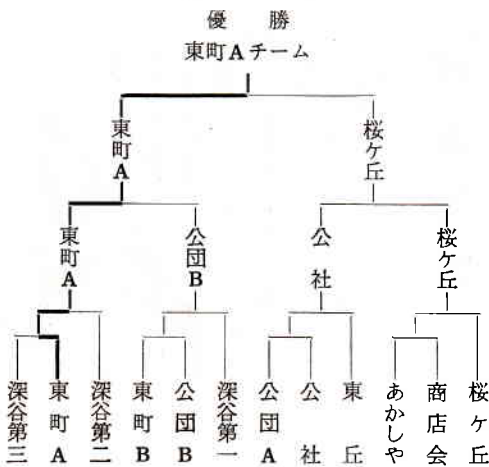 優勝
東町Aチーム
東町A
桜ケ丘
東町A
公団B
公社
桜ケ丘
深谷第三
東町A
深谷第二
東町B
公団B
深谷第一
公団A
公社
東丘
あかしや
商店会
桜ケ丘